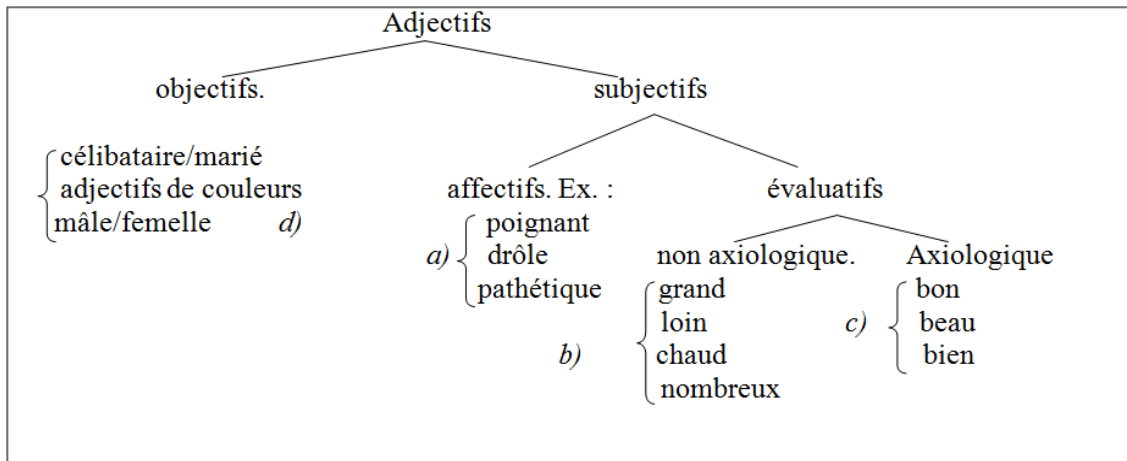 Adjectifs
objectifs.
subjectifs
célibataire/marié
adjectifs de couleurs
mâle/femelle d)
affectifs. Ex. :
a)
poignant
drôle
pathétique
évaluatifs
non axiologique.
b)
grand
loin
chaud
nombreux
Axiologique
c)
bon
beau
bien